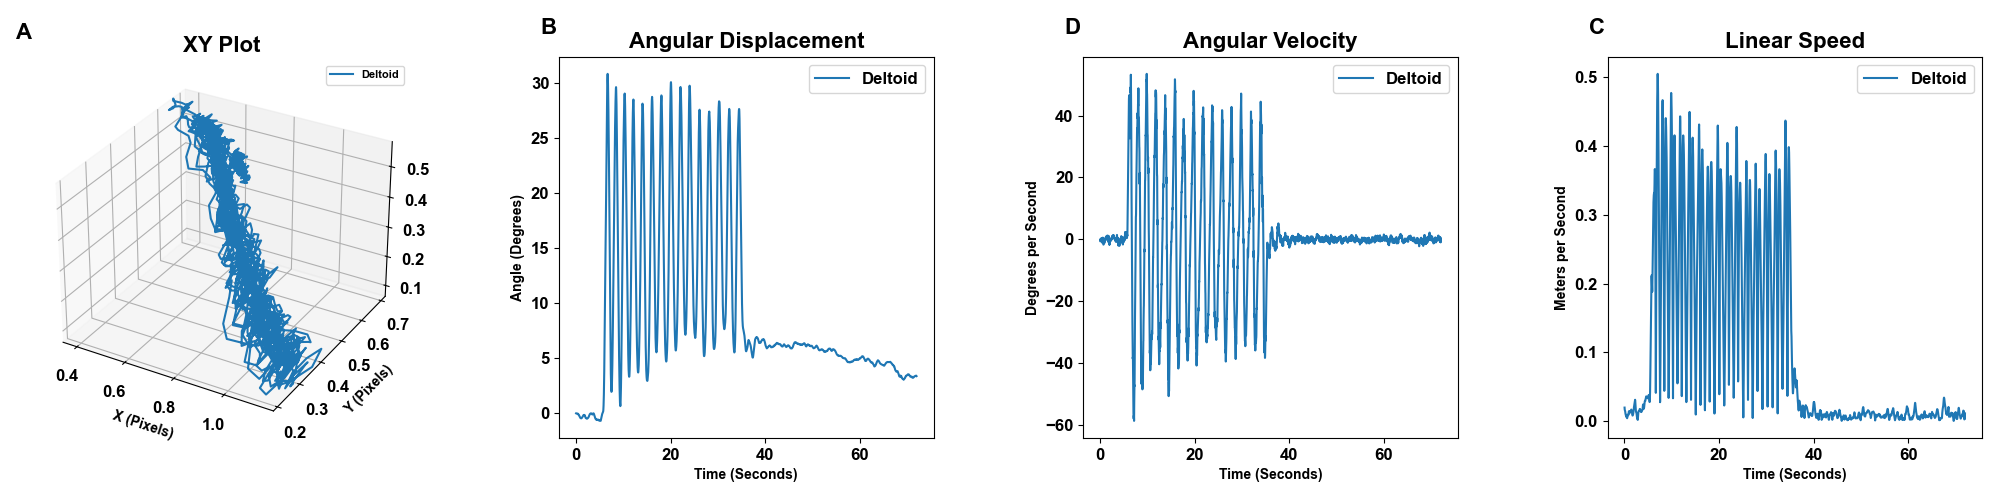 A
XY Plot
Deltoid
0.5
0.4
0.3
0.2
0.1
0.4
0.6
0.8
1.0
X (Pixels)
0.2
0.3
0.4
0.5
0.6
0.7
Y (Pixels)
B
Angular Displacement
Deltoid
30
25
20
15
10
5
0
Angle (Degrees)
0 20 40 60
Time (Seconds)
D
Angular Velocity
Deltoid
40
20
0
−20
−40
−60
Degrees per Second
0 20 40 60
Time (Seconds)
C
Linear Speed
Deltoid
0.5
0.4
0.3
0.2
0.1
0.0
Meters per Second
0 20 40 60
Time (Seconds)